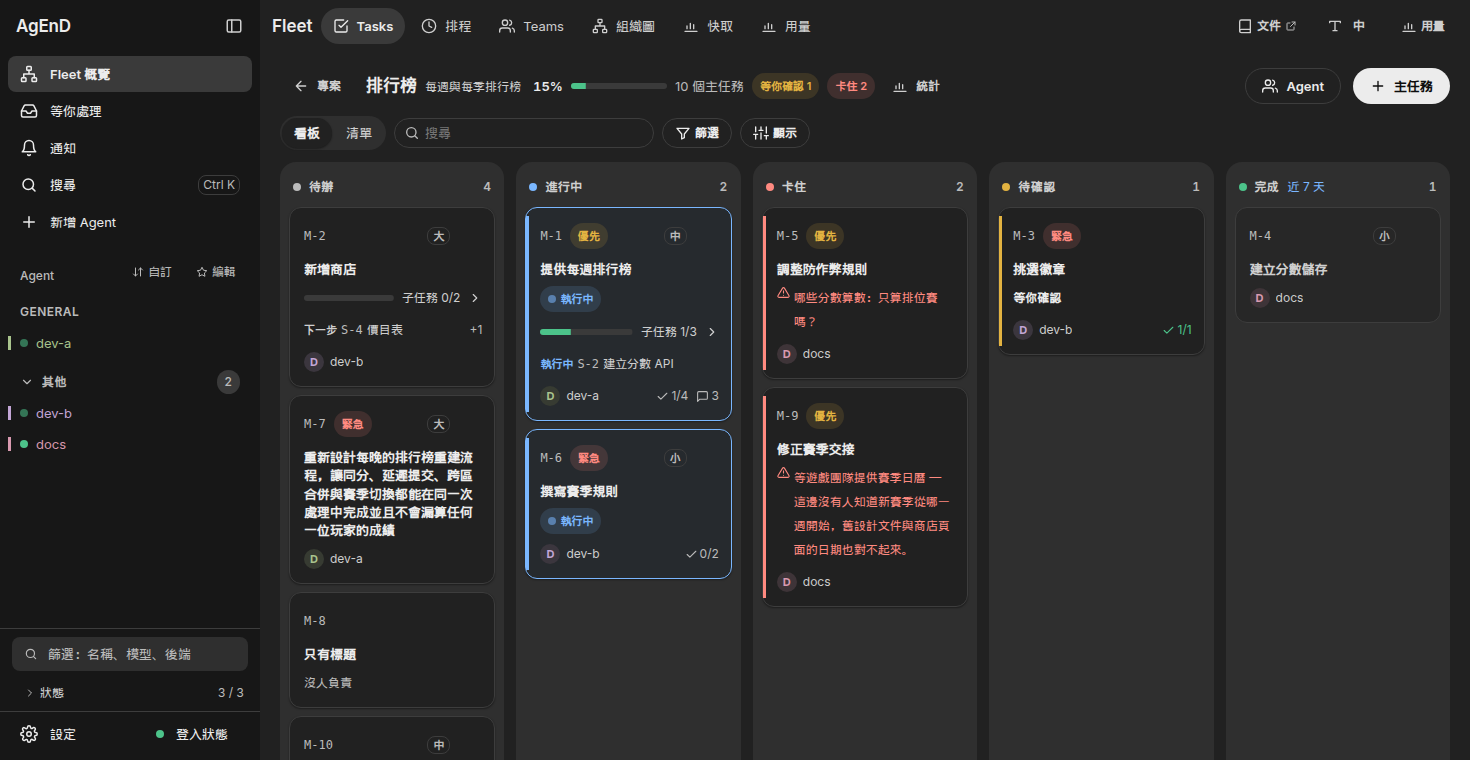 AgEnD
Fleet 概覽
等你處理
通知
搜尋 Ctrl K
新增 Agent
Agent 自訂 編輯
GENERAL
dev-a
其他 2
dev-b
docs
篩選：名稱、模型、後端
狀態 3 / 3
設定 登入狀態
Fleet Tasks 排程 Teams 組織圖 快取 用量 文件 中 用量
專案 排行榜 每週與每季排行榜 15% 10 個主任務 等你確認 1 卡住 2 統計 Agent 主任務
看板 清單 搜尋 篩選 顯示
待辦 4
M-2 大
新增商店
子任務 0/2
下一步 S-4 價目表 +1
D dev-b
M-7 緊急 大
重新設計每晚的排行榜重建流
程，讓同分、延遲提交、跨區
合併與賽季切換都能在同一次
處理中完成並且不會漏算任何
一位玩家的成績
D dev-a
M-8
只有標題
沒人負責
M-10 中
進行中 2
M-1 優先 中
提供每週排行榜
執行中
子任務 1/3
執行中 S-2 建立分數 API
D dev-a 1/4 3
M-6 緊急 小
撰寫賽季規則
執行中
D dev-b 0/2
卡住 2
M-5 優先
調整防作弊規則
哪些分數算數：只算排位賽
嗎？
D docs
M-9 優先
修正賽季交接
等遊戲團隊提供賽季日曆 —
這邊沒有人知道新賽季從哪一
週開始，舊設計文件與商店頁
面的日期也對不起來。
D docs
待確認 1
M-3 緊急
挑選徽章
等你確認
D dev-b 1/1
完成 近 7 天 1
M-4 小
建立分數儲存
D docs